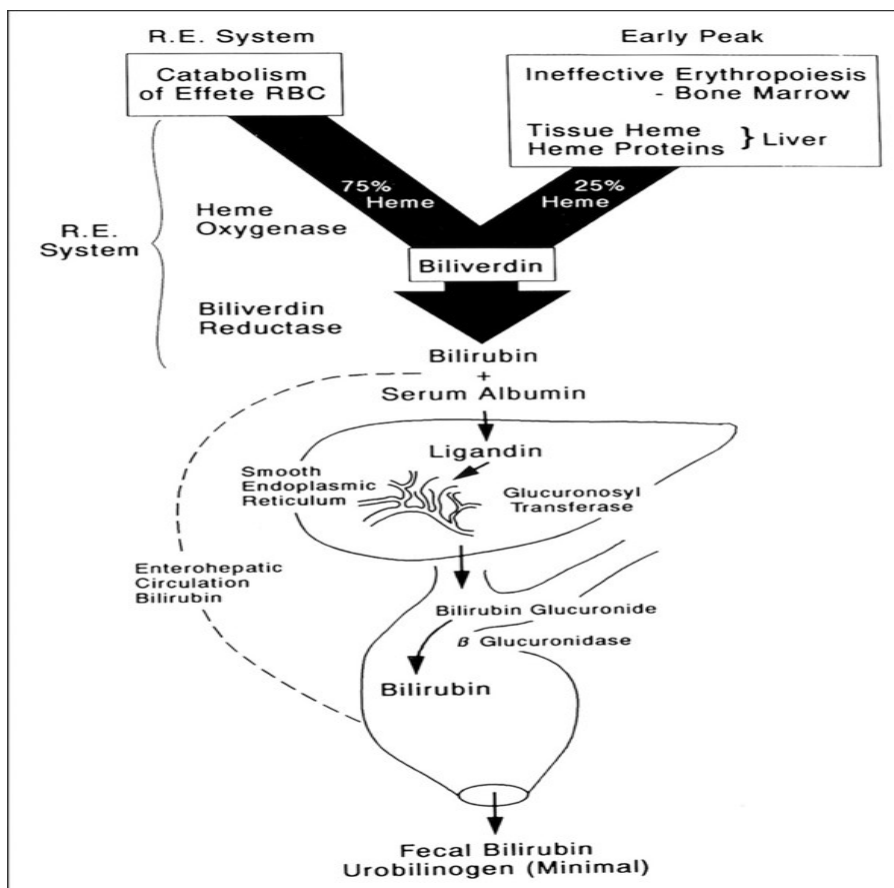 R.E. System
Catabolism
of Effete RBC
Early Peak
Ineffective Erythropoiesis
- Bone Marrow
Tissue Heme
Heme Proteins } Liver
75%
Heme
25%
Heme
R.E.
System
Heme
Oxygenase
Biliverdin
Biliverdin
Reductase
Bilirubin
+
Serum Albumin
Ligandin
Smooth
Endoplasmic
Reticulum
Glucuronosyl
Transferase
Enterohepatic
Circulation
Bilirubin
Bilirubin Glucuronide
β Glucuronidase
Bilirubin
Fecal Bilirubin
Urobilinogen (Minimal)